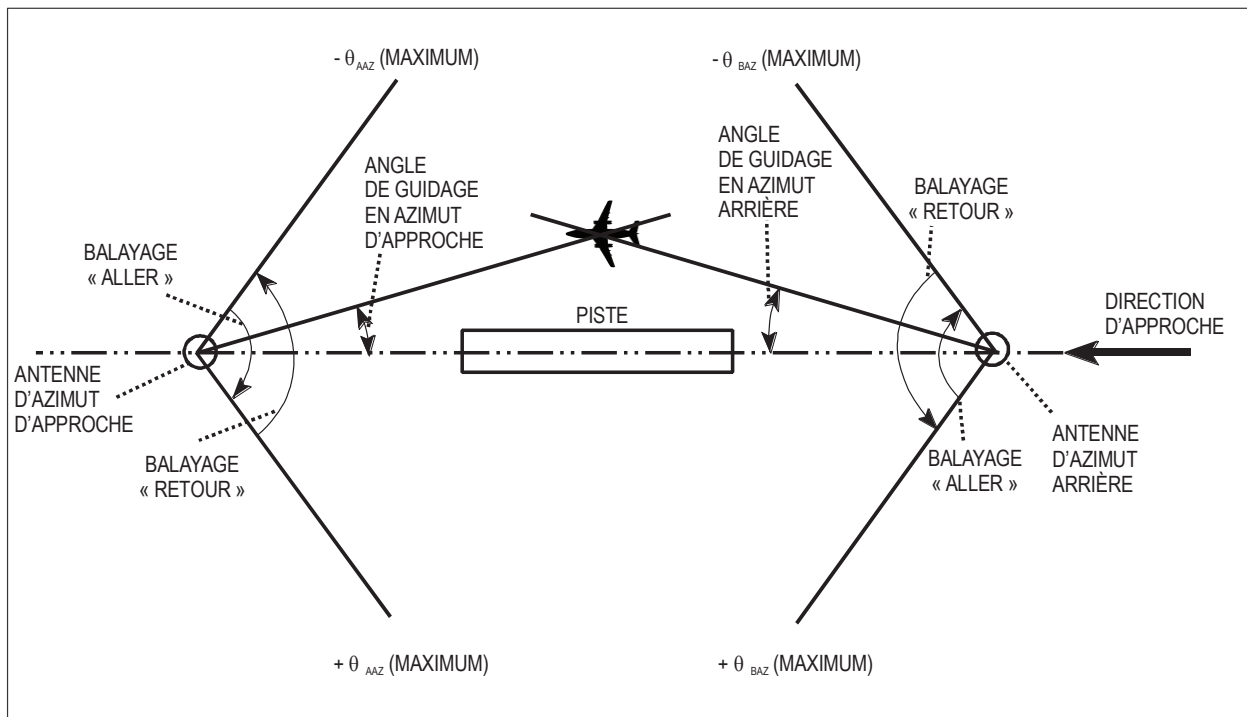 - θ AAZ (MAXIMUM)
- θ BAZ (MAXIMUM)
ANGLE
DE GUIDAGE
EN AZIMUT
D'APPROCHE
ANGLE
DE GUIDAGE
EN AZIMUT
ARRIÈRE
BALAYAGE
« RETOUR »
BALAYAGE
« ALLER »
PISTE
DIRECTION
D'APPROCHE
ANTENNE
D'AZIMUT
D'APPROCHE
BALAYAGE
« RETOUR »
BALAYAGE
« ALLER »
ANTENNE
D'AZIMUT
ARRIÈRE
+ θ AAZ (MAXIMUM)
+ θ BAZ (MAXIMUM)